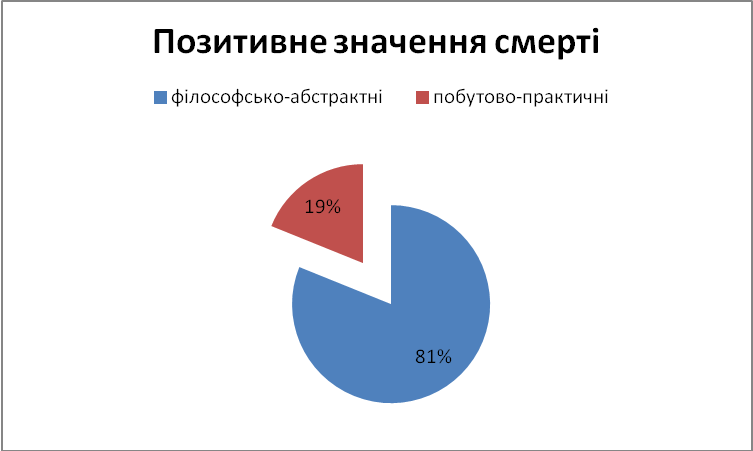 Позитивне значення смерті
філософсько-абстрактні побутово-практичні
19%
81%